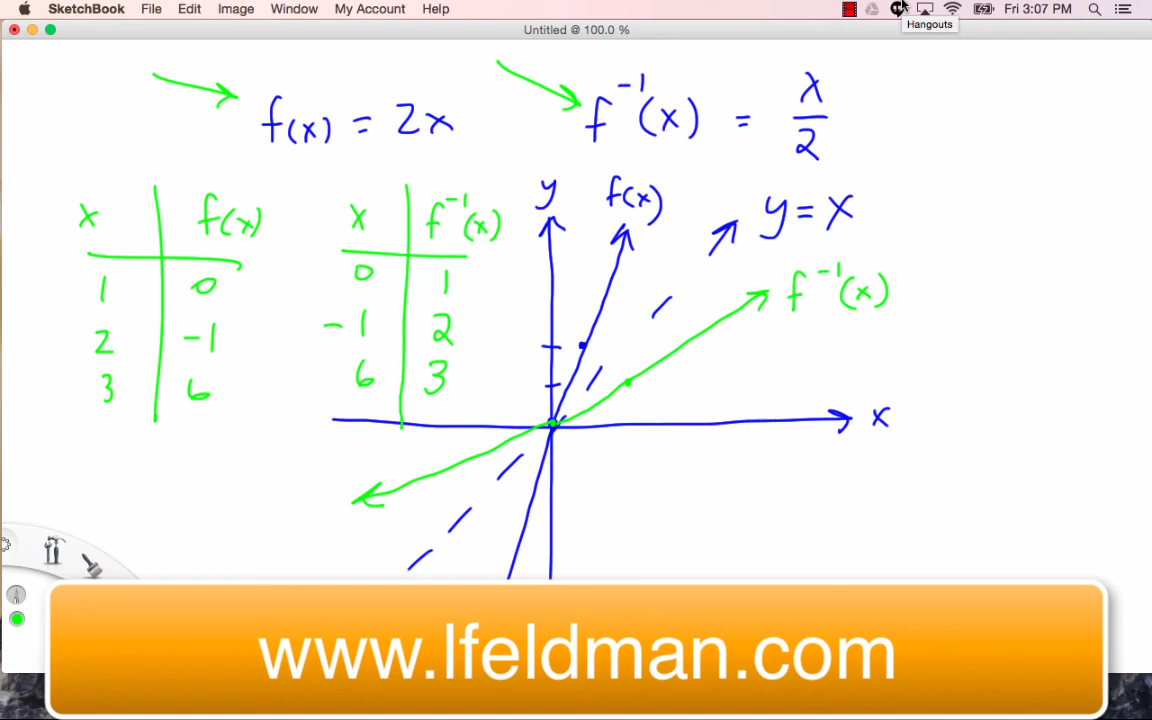 SketchBook File Edit Image Window My Account Help Fri 3:07 PM
Hangouts
Untitled @ 100.0 %
f(x) = 2x
f⁻¹(x) = x/2
x f(x)
1 0
2 -1
3 6
x f⁻¹(x)
0 1
-1 2
6 3
y
f(x)
y = x
f⁻¹(x)
x
www.lfeldman.com